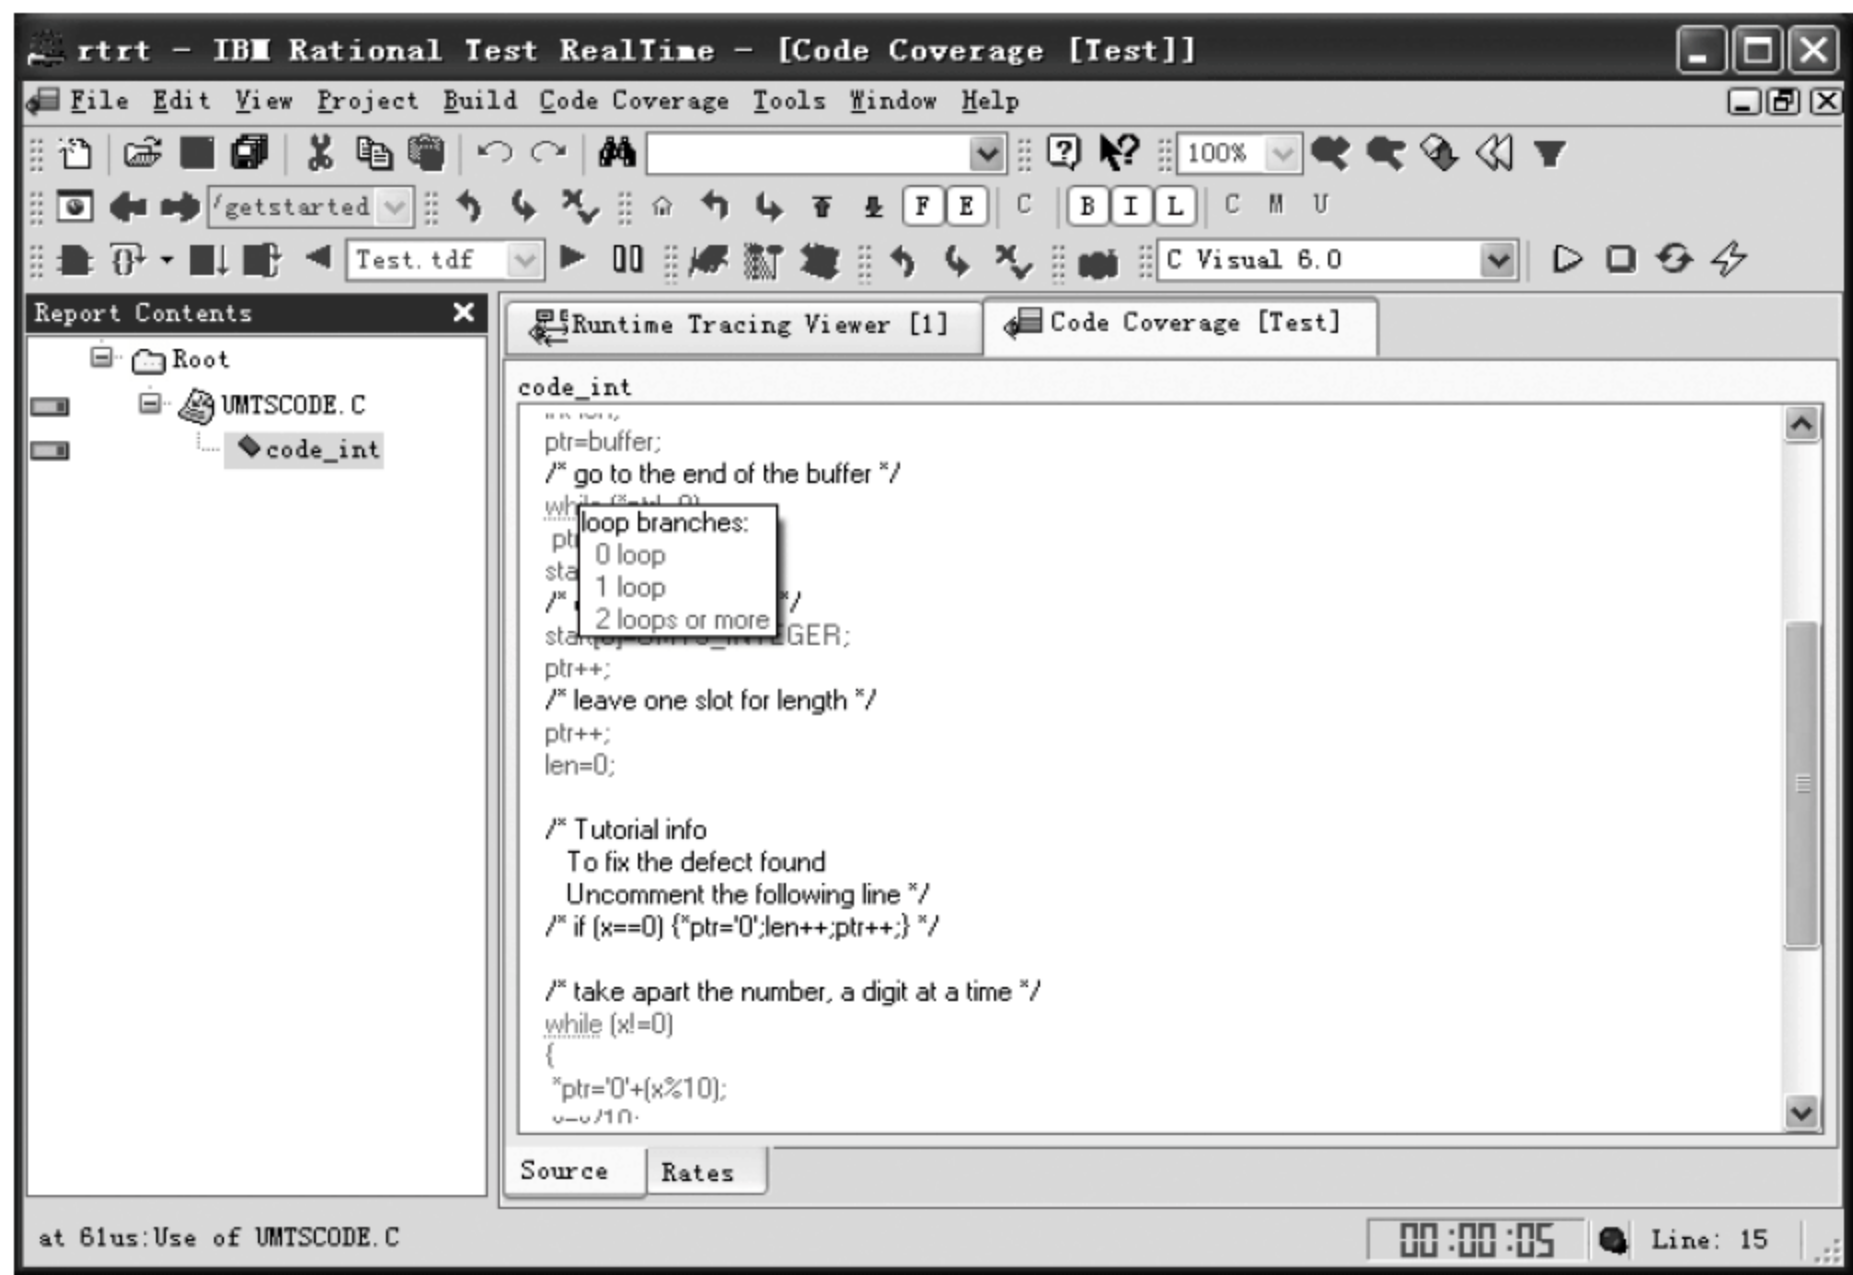 rtrt - IBM Rational Test RealTime - [Code Coverage [Test]]
File Edit View Project Build Code Coverage Tools Window Help
100%
/getstarted F E C B I L C M U
Test.tdf C Visual 6.0
Report Contents
Root
UMTSCODE.C
code_int
Runtime Tracing Viewer [1] Code Coverage [Test]
code_int
ptr=buffer;
/* go to the end of the buffer */
loop branches:
0 loop
1 loop
2 loops or more
ptr++;
/* leave one slot for length */
ptr++;
len=0;
/* Tutorial info
To fix the defect found
Uncomment the following line */
/* if (x==0) {*ptr='0';len++;ptr++;} */
/* take apart the number, a digit at a time */
while (x!=0)
{
*ptr='0'+(x%10);
Source Rates
at 61us:Use of UMTSCODE.C 00:00:05 Line: 15